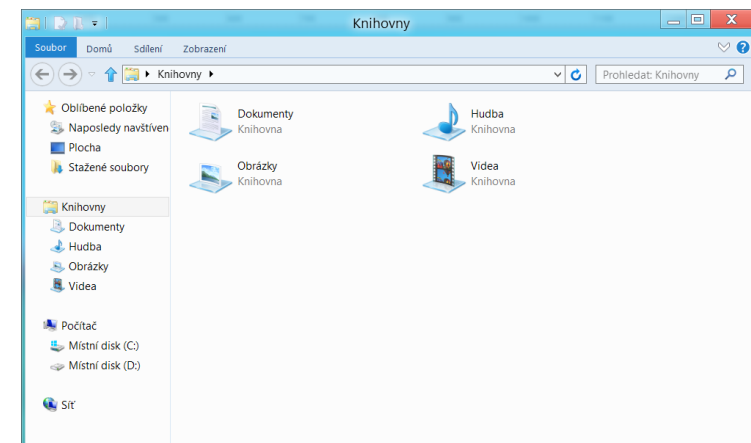 Knihovny
Soubor Domů Sdílení Zobrazení
Knihovny
Prohledat: Knihovny
Oblíbené položky
Naposledy navštíven
Plocha
Stažené soubory
Knihovny
Dokumenty
Hudba
Obrázky
Videa
Počítač
Místní disk (C:)
Místní disk (D:)
Síť
Dokumenty
Knihovna
Hudba
Knihovna
Obrázky
Knihovna
Videa
Knihovna